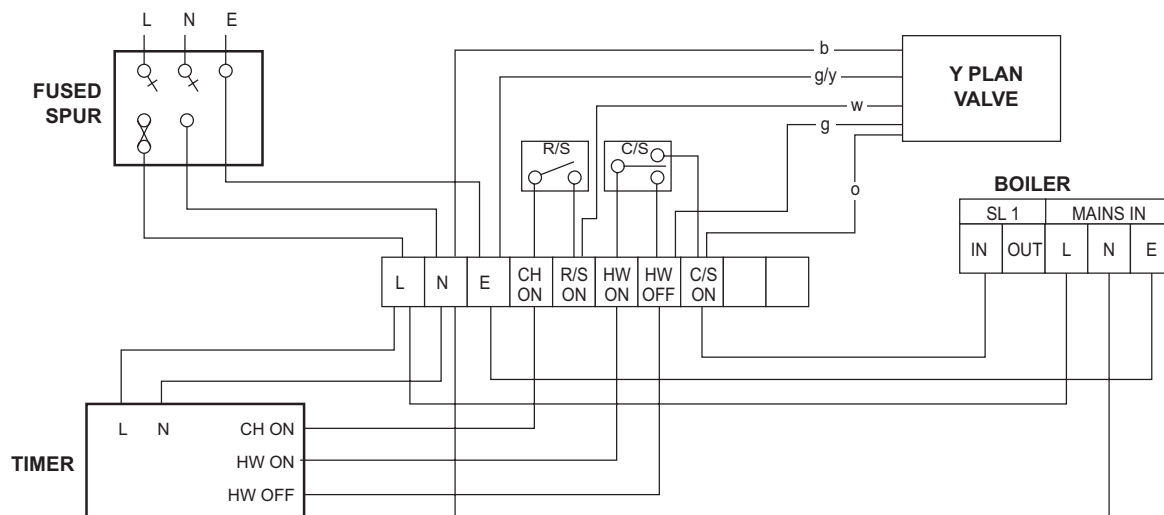 L N E
FUSED
SPUR
b
g/y
w
g
o
Y PLAN
VALVE
R/S
C/S
BOILER
SL 1 MAINS IN
IN OUT L N E
L N E CH ON R/S ON HW ON HW OFF C/S ON
TIMER
L N CH ON
HW ON
HW OFF